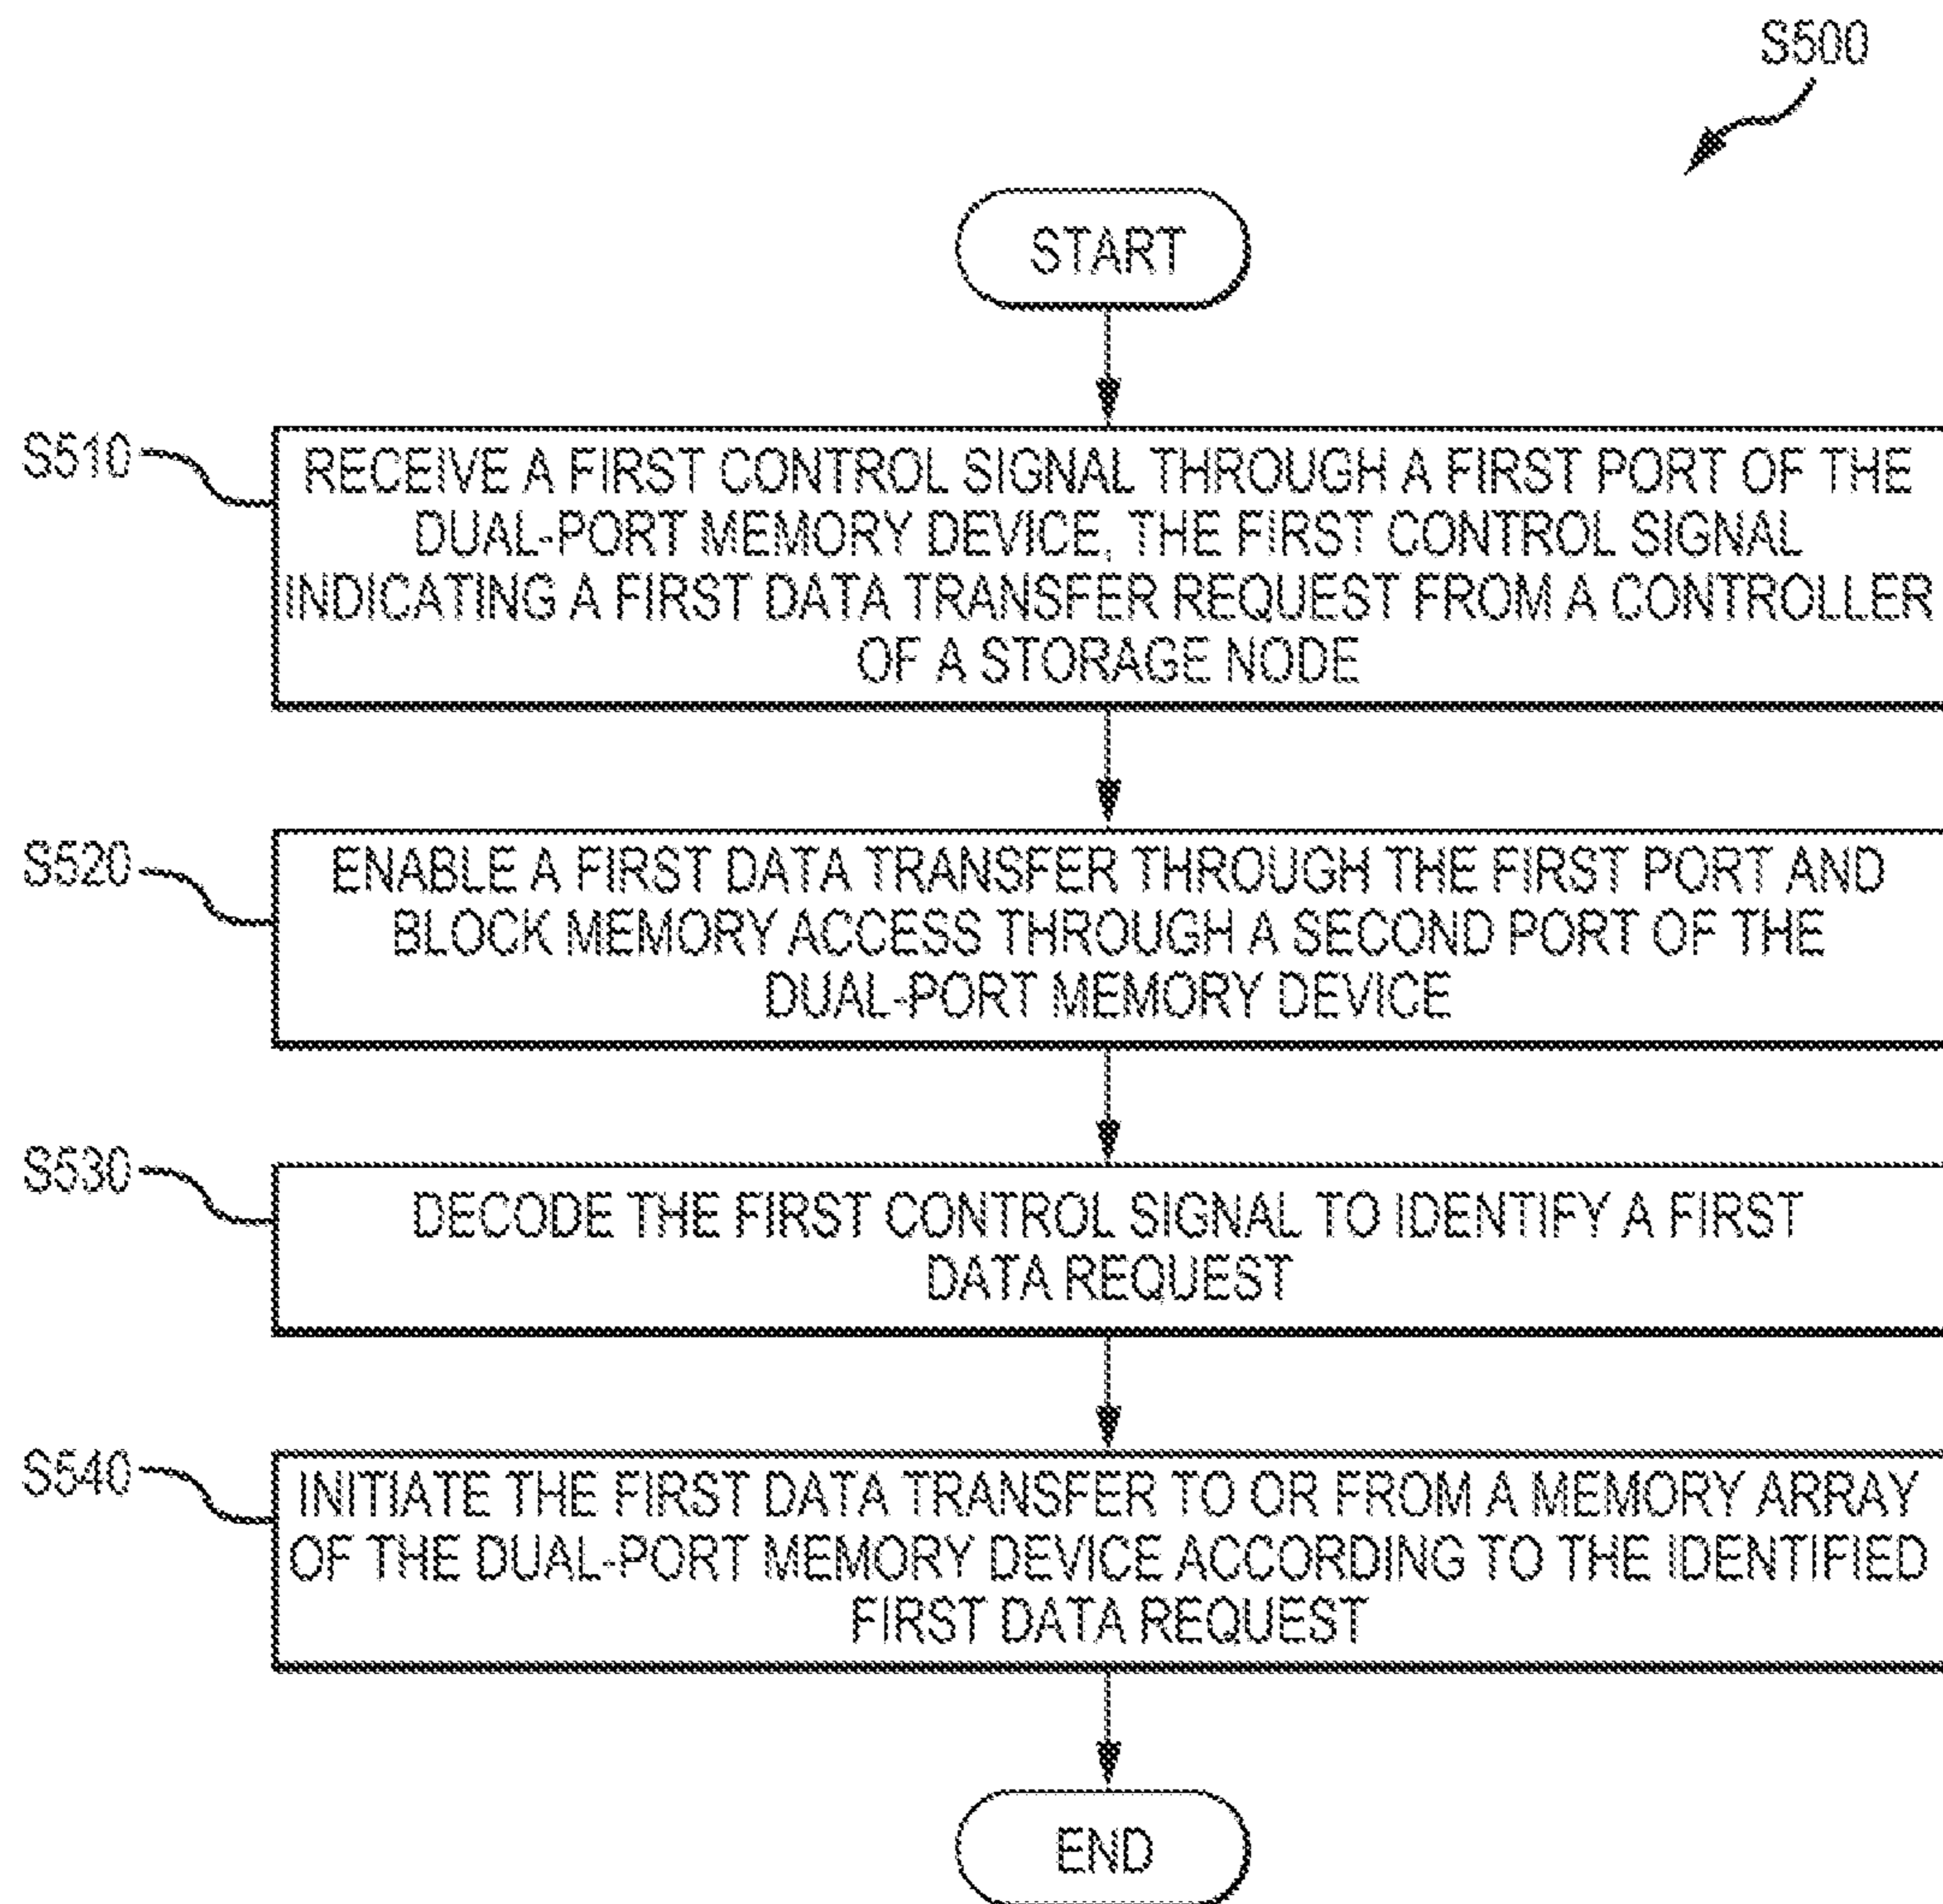 S500
START
S510
RECEIVE A FIRST CONTROL SIGNAL THROUGH A FIRST PORT OF THE
DUAL-PORT MEMORY DEVICE, THE FIRST CONTROL SIGNAL
INDICATING A FIRST DATA TRANSFER REQUEST FROM A CONTROLLER
OF A STORAGE NODE
S520
ENABLE A FIRST DATA TRANSFER THROUGH THE FIRST PORT AND
BLOCK MEMORY ACCESS THROUGH A SECOND PORT OF THE
DUAL-PORT MEMORY DEVICE
S530
DECODE THE FIRST CONTROL SIGNAL TO IDENTIFY A FIRST
DATA REQUEST
S540
INITIATE THE FIRST DATA TRANSFER TO OR FROM A MEMORY ARRAY
OF THE DUAL-PORT MEMORY DEVICE ACCORDING TO THE IDENTIFIED
FIRST DATA REQUEST
END